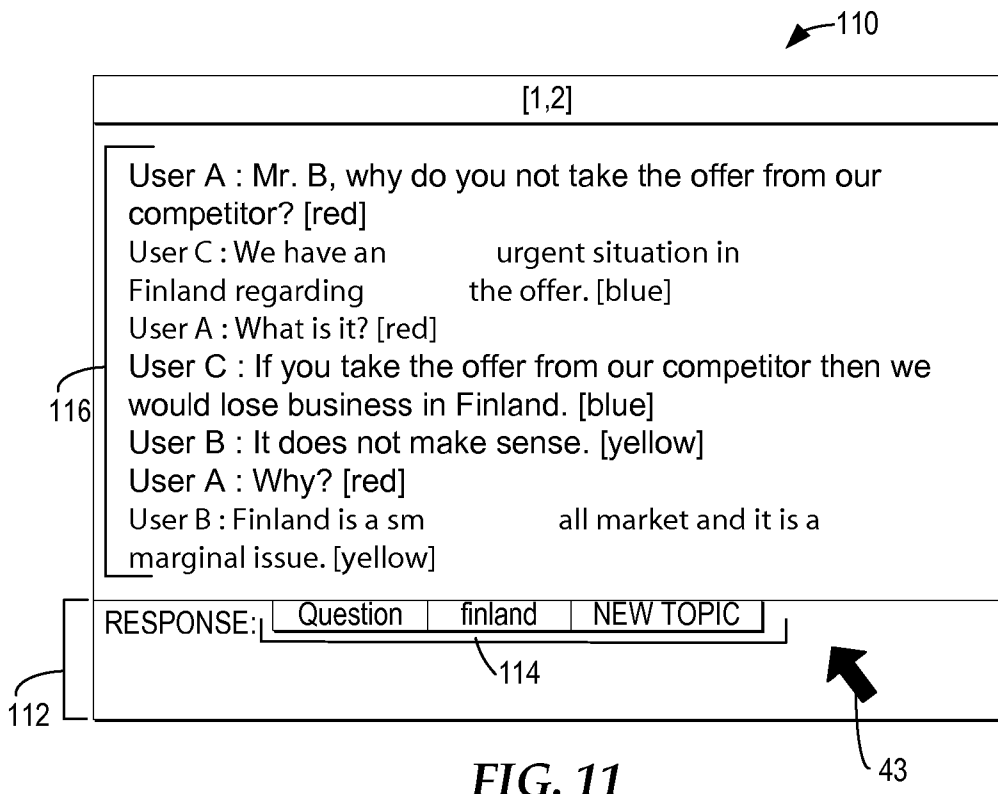 110
[1,2]
User A : Mr. B, why do you not take the offer from our
competitor? [red]
User C : We have an urgent situation in
Finland regarding the offer. [blue]
User A : What is it? [red]
User C : If you take the offer from our competitor then we
would lose business in Finland. [blue]
116
User B : It does not make sense. [yellow]
User A : Why? [red]
User B : Finland is a sm all market and it is a
marginal issue. [yellow]
RESPONSE: Question finland NEW TOPIC
114
112
43
FIG. 11